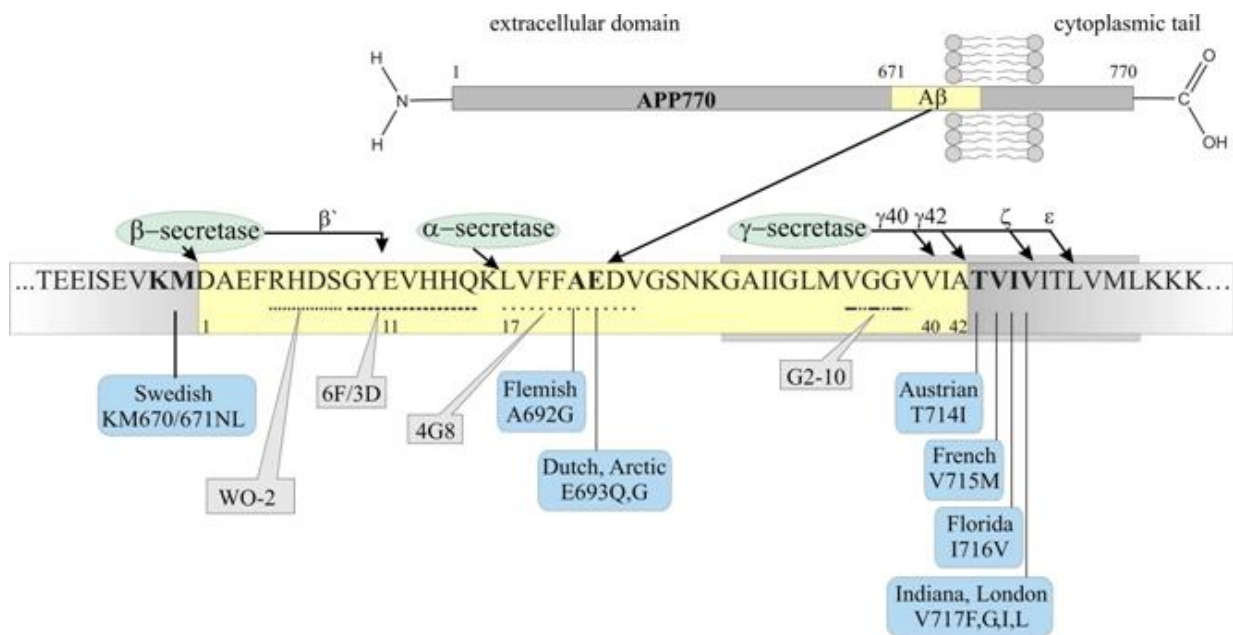 extracellular domain
cytoplasmic tail
H
N
H
1
671
770
APP770
Aβ
O
C
OH
β-secretase
β`
α-secretase
γ-secretase
γ40
γ42
ζ
ε
...TEEISEVKMDAEFRHDSGYEVHHQKLVFFAEDVGSNKGAIIGLMVGGVVIATVIVITLVMLKKK...
1
11
17
40
42
Swedish
KM670/671NL
WO-2
6F/3D
4G8
Flemish
A692G
Dutch, Arctic
E693Q,G
G2-10
Austrian
T714I
French
V715M
Florida
I716V
Indiana, London
V717F,G,I,L